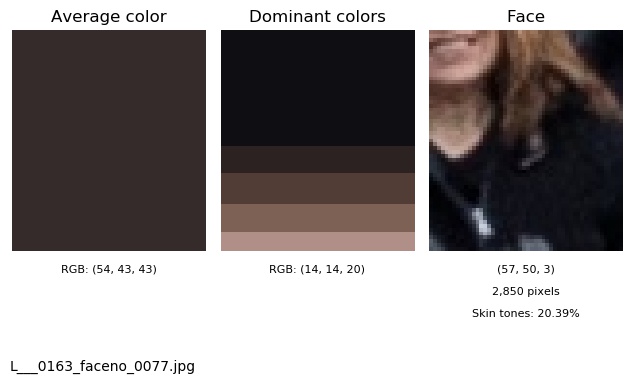 Average color
Dominant colors
Face
RGB: (54, 43, 43)
RGB: (14, 14, 20)
(57, 50, 3)
2,850 pixels
Skin tones: 20.39%
L___0163_faceno_0077.jpg